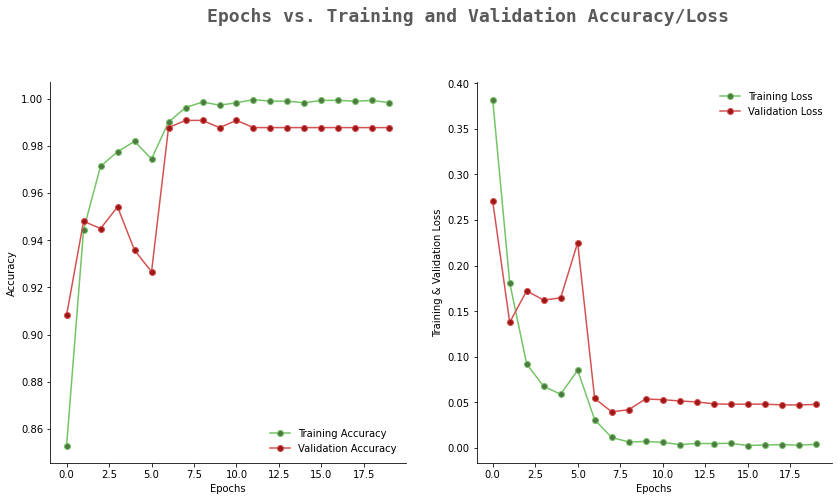 Epochs vs. Training and Validation Accuracy/Loss
1.00
0.98
0.96
0.94
0.92
0.90
0.88
0.86
Accuracy
0.0 2.5 5.0 7.5 10.0 12.5 15.0 17.5
Epochs
Training Accuracy
Validation Accuracy
0.40
0.35
0.30
0.25
0.20
0.15
0.10
0.05
0.00
Training & Validation Loss
0.0 2.5 5.0 7.5 10.0 12.5 15.0 17.5
Epochs
Training Loss
Validation Loss